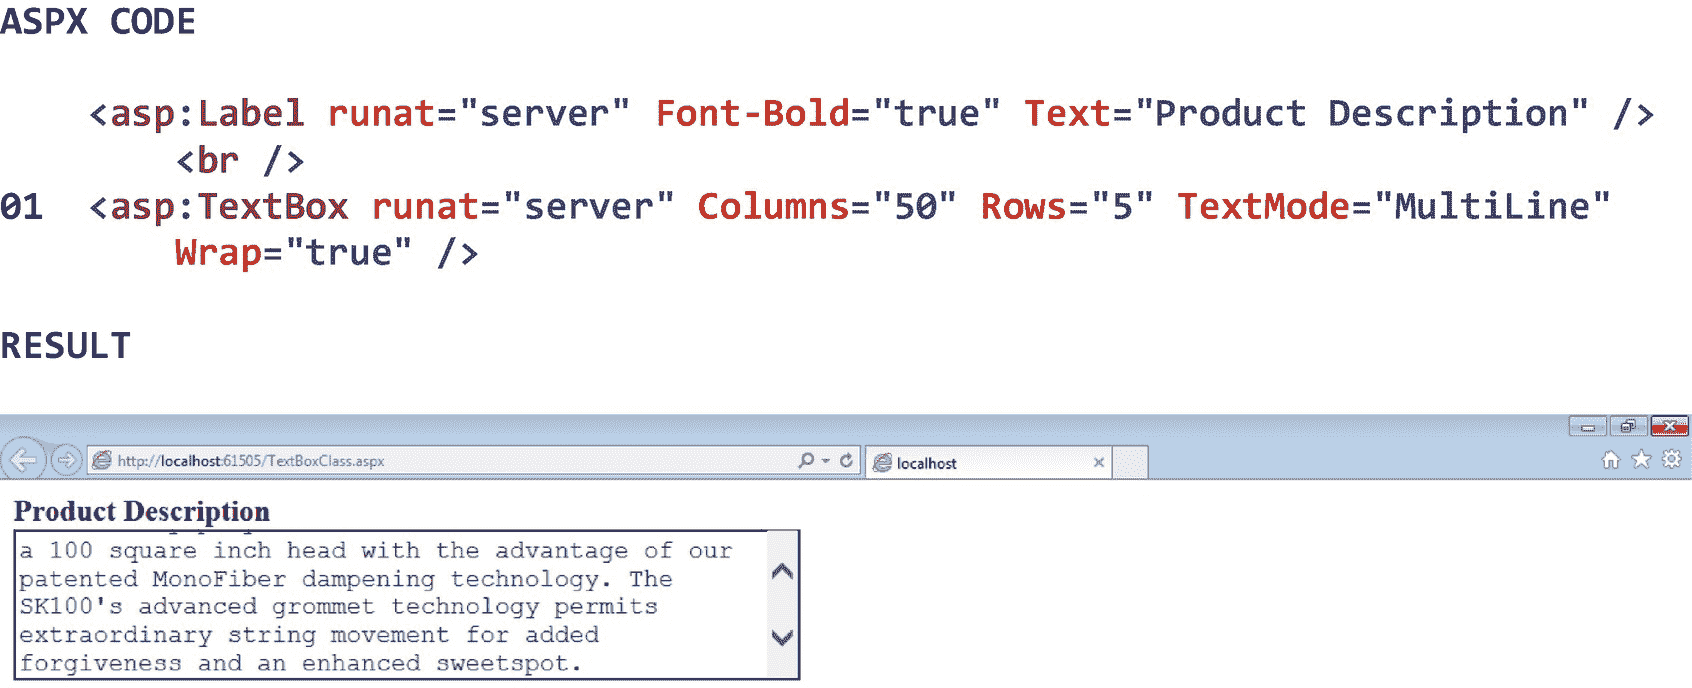 ASPX CODE
<asp:Label runat="server" Font-Bold="true" Text="Product Description" />
<br />
01 <asp:TextBox runat="server" Columns="50" Rows="5" TextMode="MultiLine"
Wrap="true" />
RESULT
http://localhost:61505/TextBoxClass.aspx
localhost
Product Description
a 100 square inch head with the advantage of our
patented MonoFiber dampening technology. The
SK100's advanced grommet technology permits
extraordinary string movement for added
forgiveness and an enhanced sweetspot.